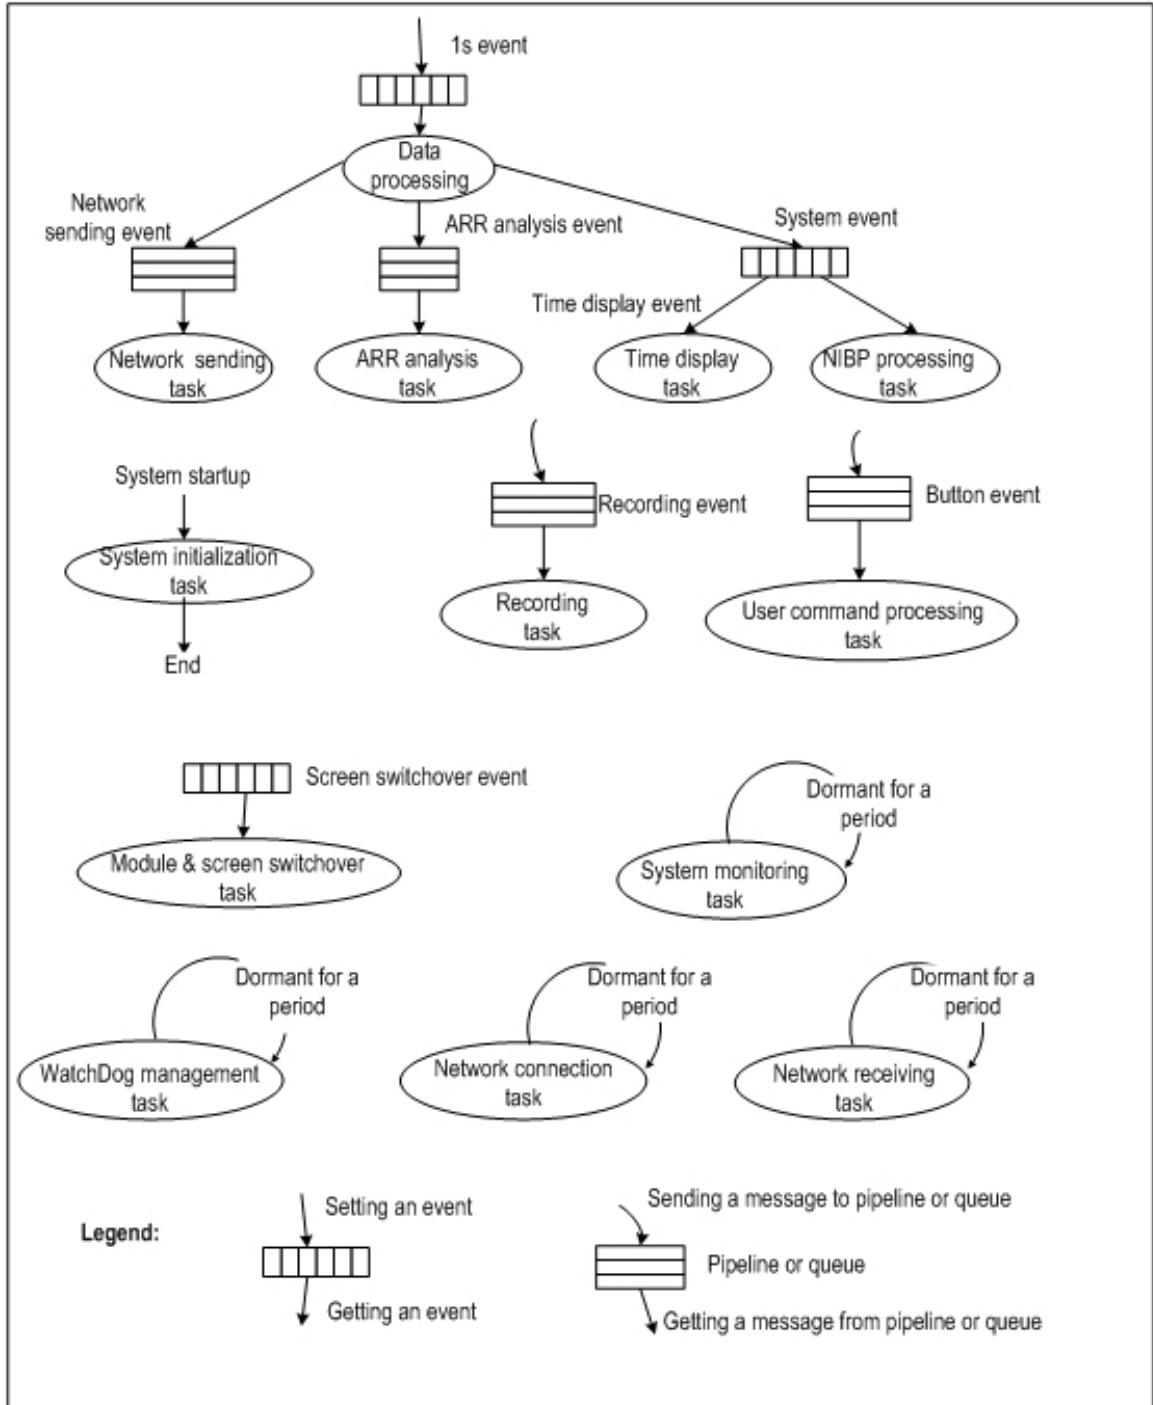 1s event
Data
processing
Network
sending event
ARR analysis event
System event
Time display event
Network sending
task
ARR analysis
task
Time display
task
NIBP processing
task
System startup
Recording event
Button event
System initialization
task
Recording
task
User command processing
task
End
Screen switchover event
Dormant for a
period
Module & screen switchover
task
System monitoring
task
Dormant for a
period
Dormant for a
period
Dormant for a
period
WatchDog management
task
Network connection
task
Network receiving
task
Legend:
Setting an event
Getting an event
Sending a message to pipeline or queue
Pipeline or queue
Getting a message from pipeline or queue